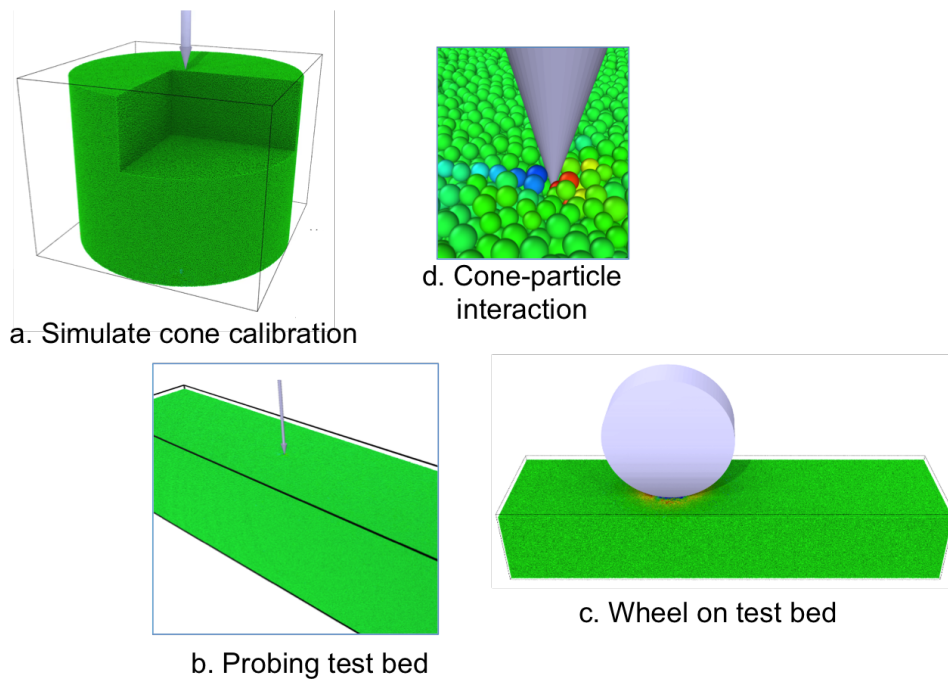 a. Simulate cone calibration
d. Cone-particle
interaction
b. Probing test bed
c. Wheel on test bed